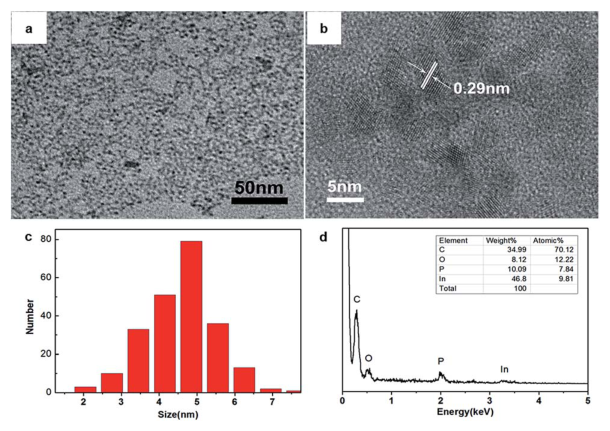 a
50nm
b
0.29nm
5nm
c
80
60
40
20
0
Number
2 3 4 5 6 7
Size(nm)
d
Element Weight% Atomic%
C 34.99 70.12
O 8.12 12.22
P 10.09 7.84
In 46.8 9.81
Total 100
C
O
P
In
0 1 2 3 4 5
Energy(keV)